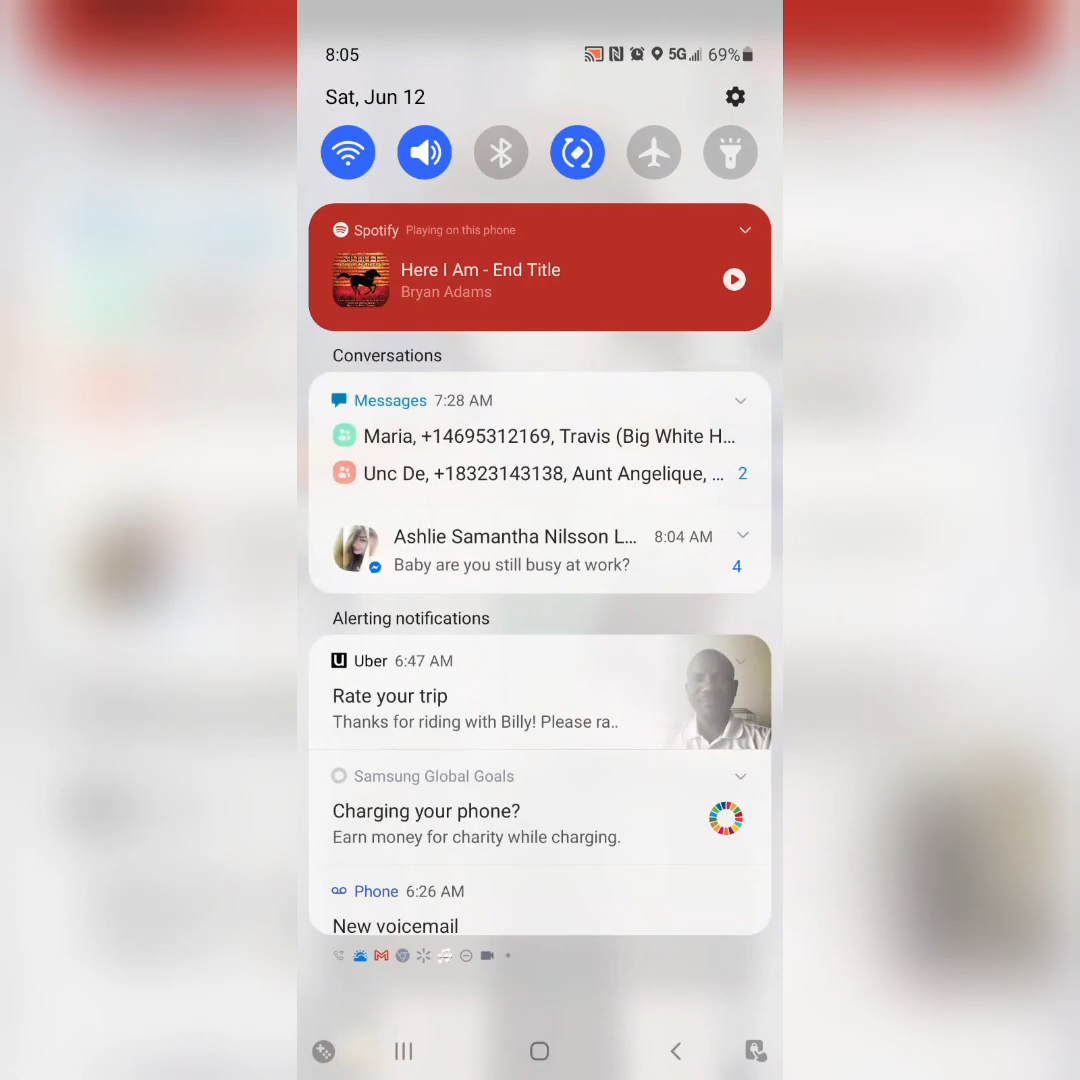 8:05
5G 69%
Sat, Jun 12
Spotify Playing on this phone
Here I Am - End Title
Bryan Adams
Conversations
Messages 7:28 AM
Maria, +14695312169, Travis (Big White H...
Unc De, +18323143138, Aunt Angelique, ... 2
Ashlie Samantha Nilsson L... 8:04 AM
Baby are you still busy at work? 4
Alerting notifications
Uber 6:47 AM
Rate your trip
Thanks for riding with Billy! Please ra..
Samsung Global Goals
Charging your phone?
Earn money for charity while charging.
Phone 6:26 AM
New voicemail